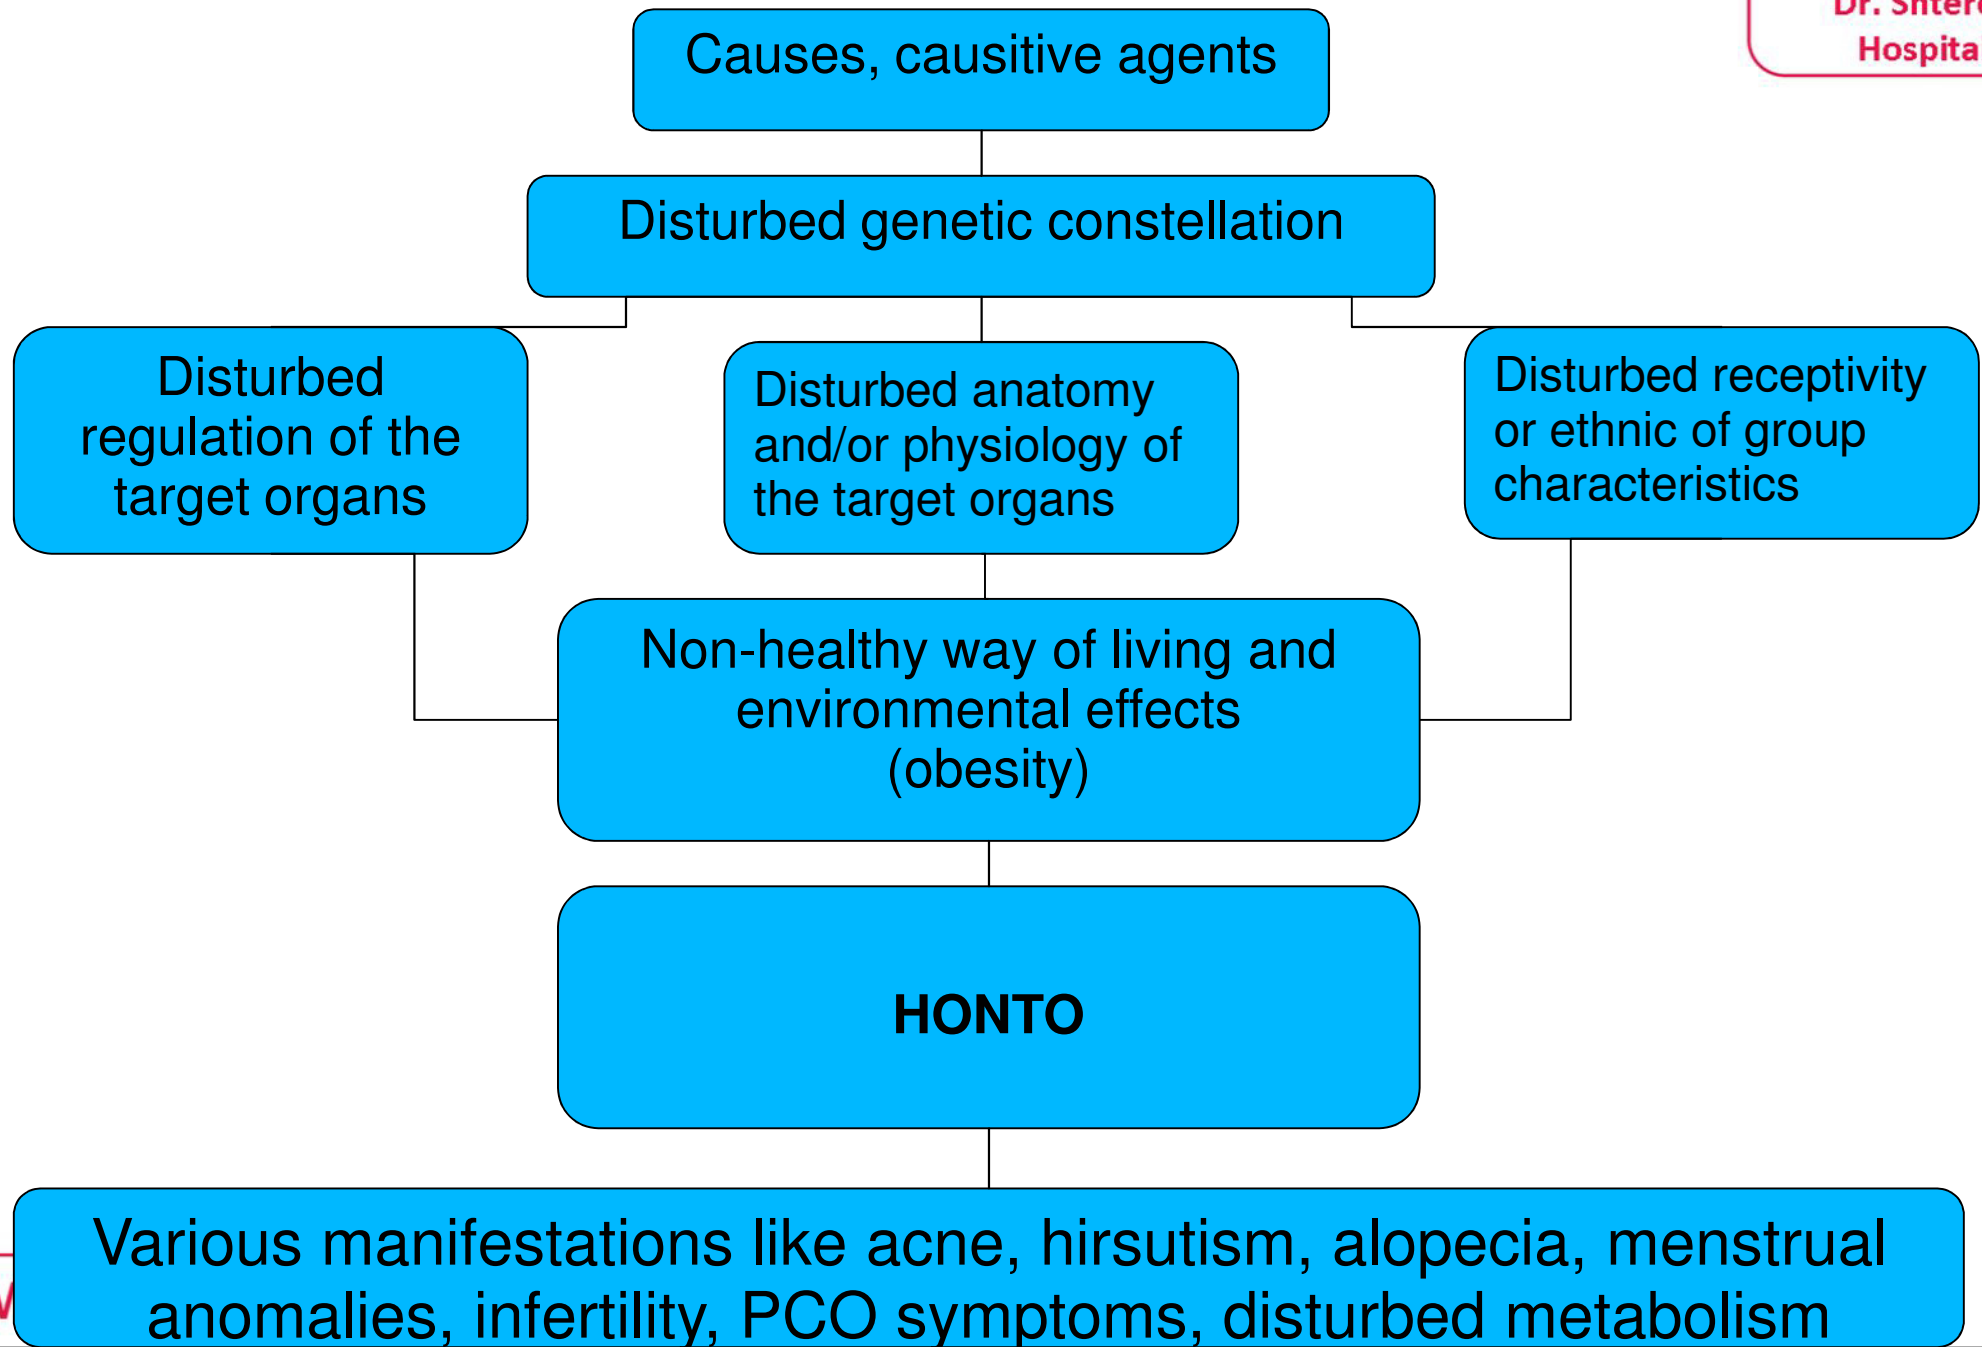 Dr. Shter
Hospita
Causes, causitive agents
Disturbed genetic constellation
Disturbed
regulation of the
target organs
Disturbed anatomy
and/or physiology of
the target organs
Disturbed receptivity
or ethnic of group
characteristics
Non-healthy way of living and
environmental effects
(obesity)
HONTO
Various manifestations like acne, hirsutism, alopecia, menstrual
anomalies, infertility, PCO symptoms, disturbed metabolism